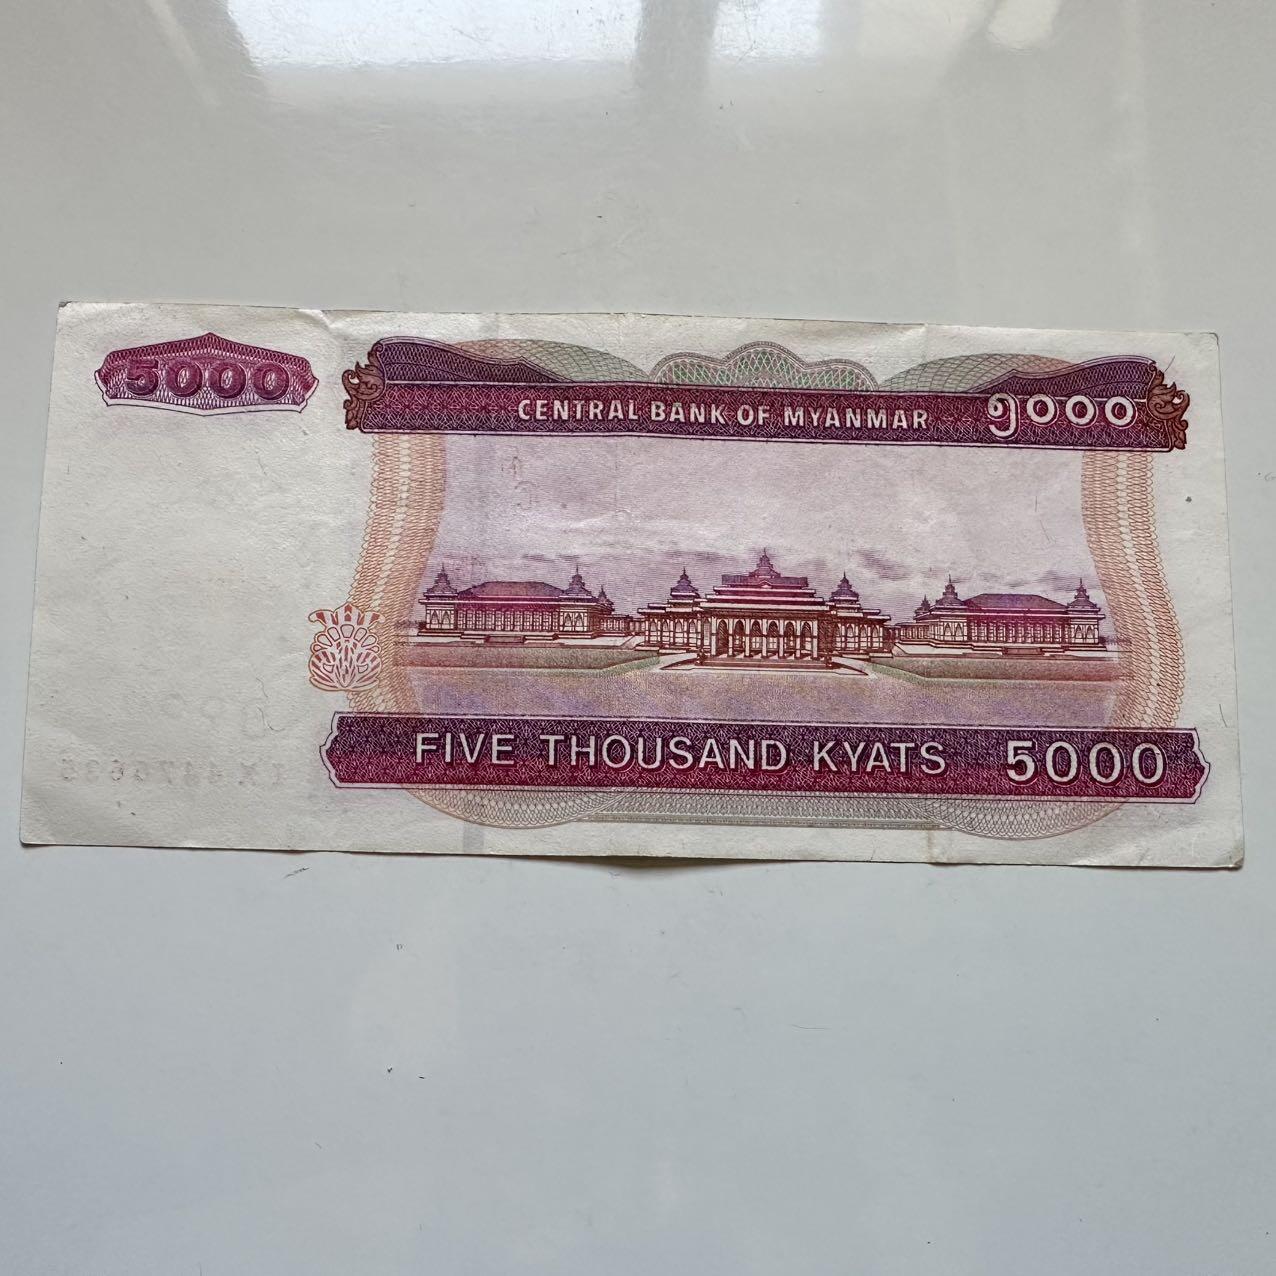 5000
CENTRAL BANK OF MYANMAR ၅၀၀၀
FIVE THOUSAND KYATS 5000